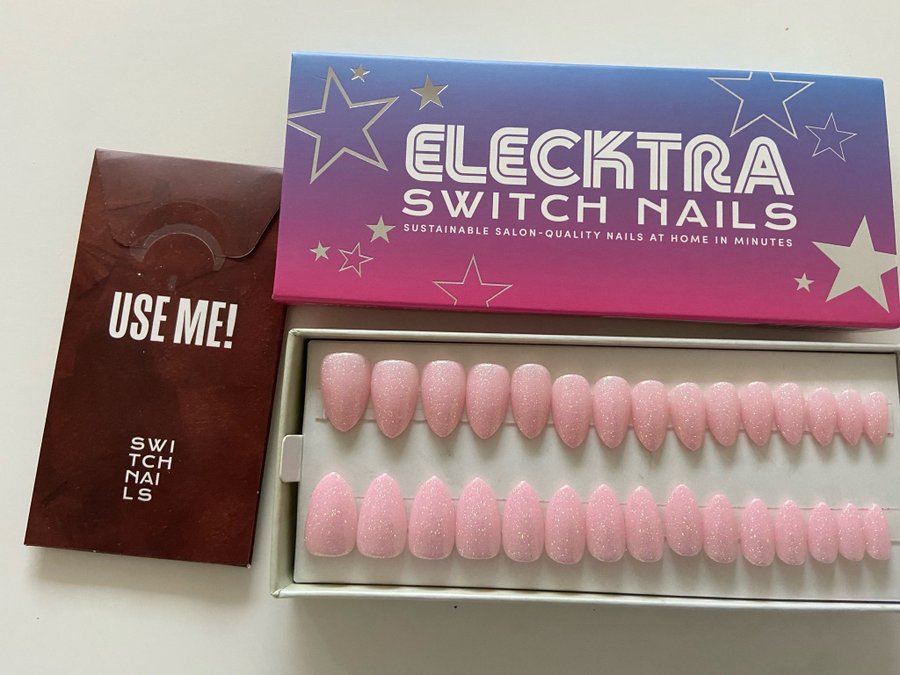 ELECKTRA
SWITCH NAILS
SUSTAINABLE SALON-QUALITY NAILS AT HOME IN MINUTES
USE ME!
SWI
TCH
NAI
LS